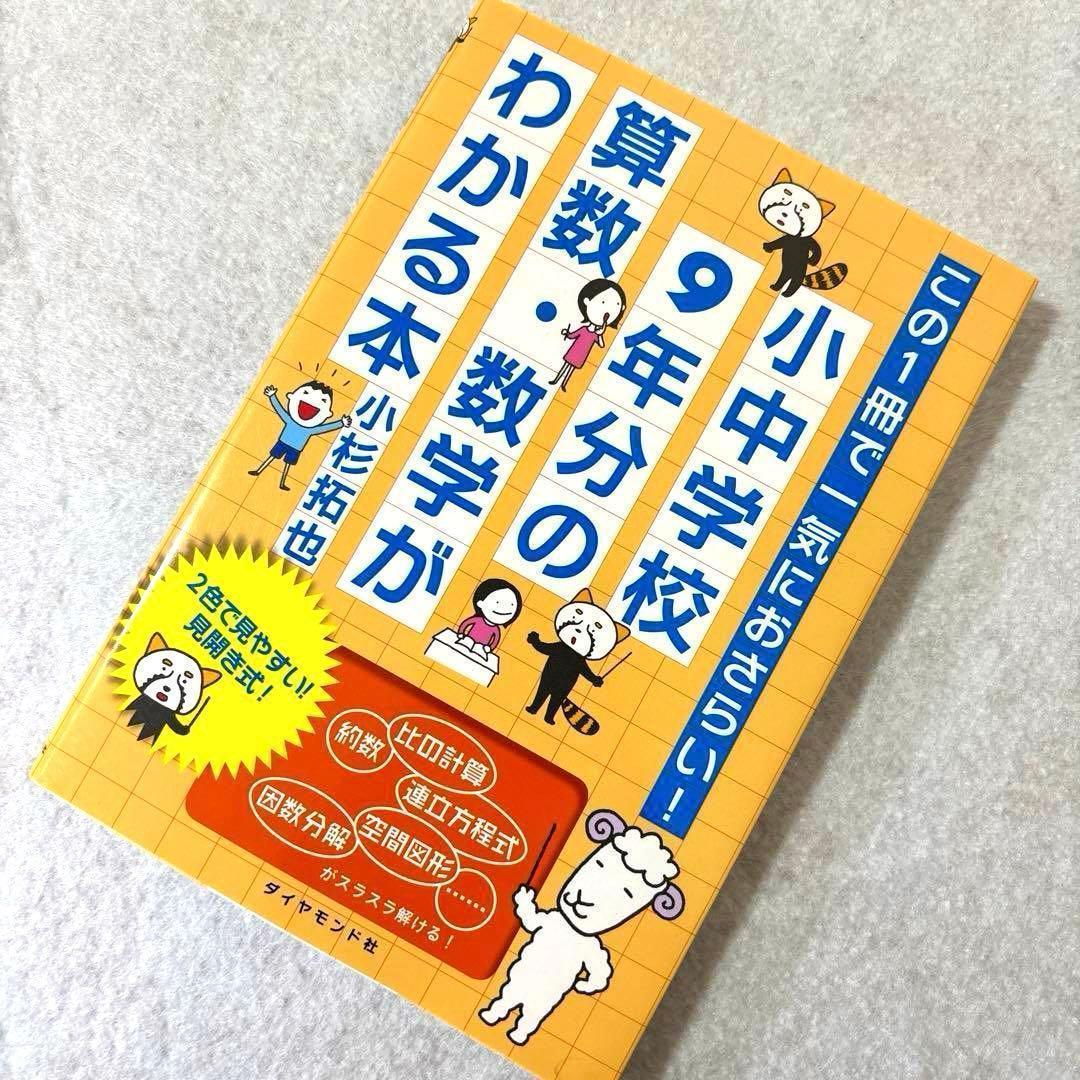 この1冊で一気におさらい！
小中学校
9年分の
算数・数学が
わかる本
小杉拓也
2色で見やすい！
見開き式！
約数
比の計算
連立方程式
因数分解
空間図形
……
がスラスラ解ける！
ダイヤモンド社